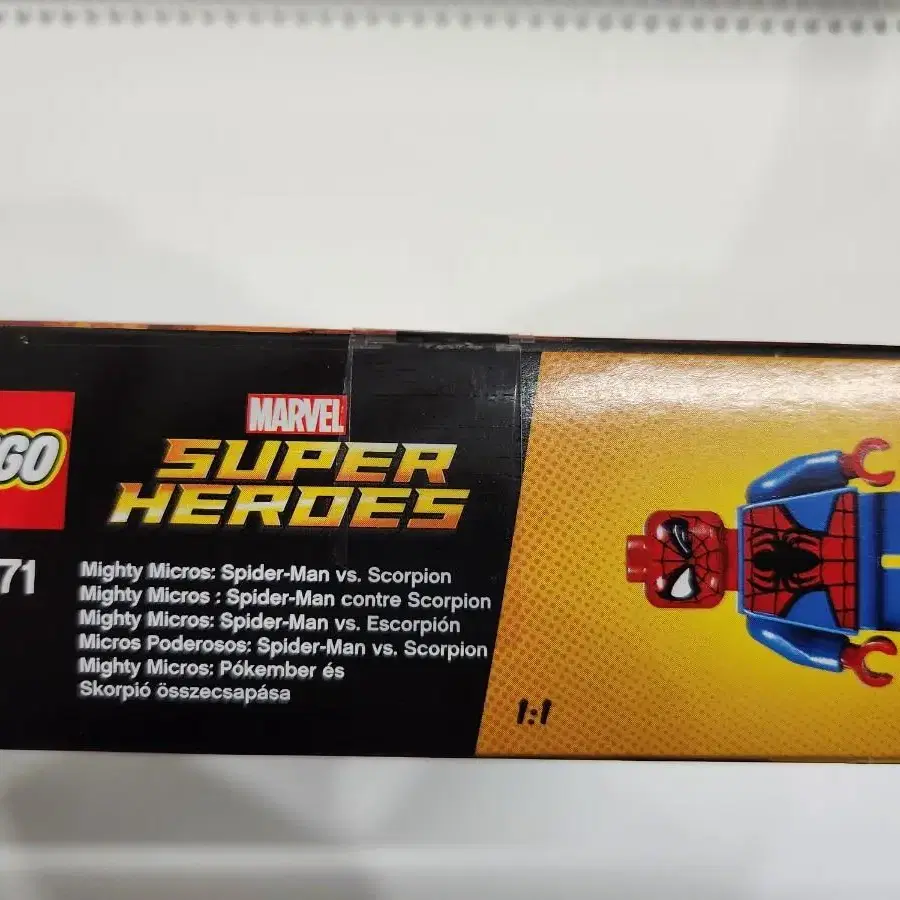 GO
MARVEL
SUPER
HEROES
71
Mighty Micros: Spider-Man vs. Scorpion
Mighty Micros : Spider-Man contre Scorpion
Mighty Micros: Spider-Man vs. Escorpión
Micros Poderosos: Spider-Man vs. Scorpion
Mighty Micros: Pókember és
Skorpió összecsapása
1:1